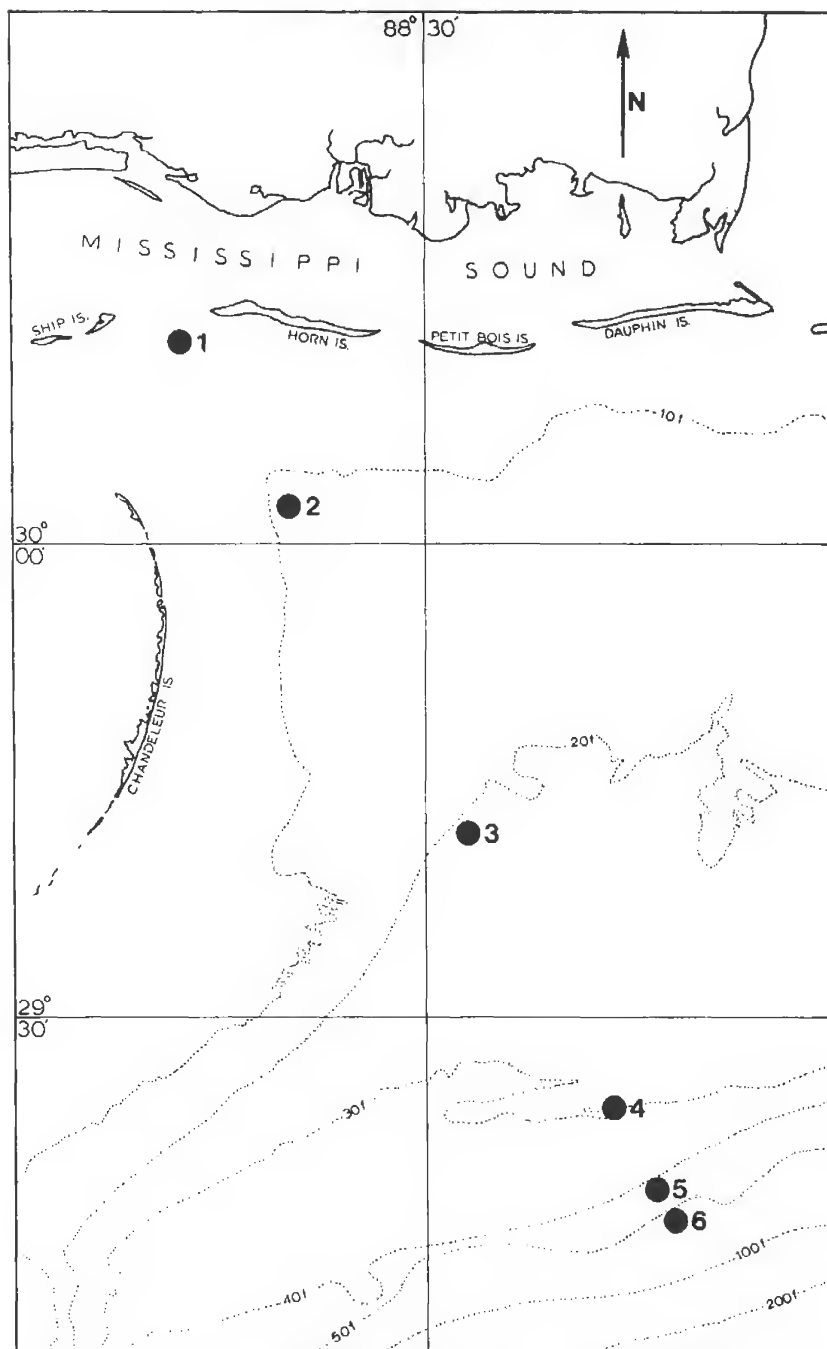 88° 30′
N
MISSISSIPPI SOUND
SHIP IS.
1
HORN IS.
PETIT BOIS IS
DAUPHIN IS.
10f
2
30°
00′
CHANDELEUR IS
20f
3
29°
30′
30f
4
5
6
40f
50f
100f
200f